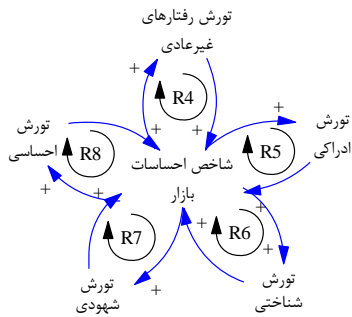 تورش رفتارهای
غیرعادی
+
R4
+
+
+
تورش
ادراکی
R5
تورش
احساسی
R8
شاخص احساسات
بازار
+
+
R7
+
R6
+
+
تورش
شهودی
+
تورش
شناختی